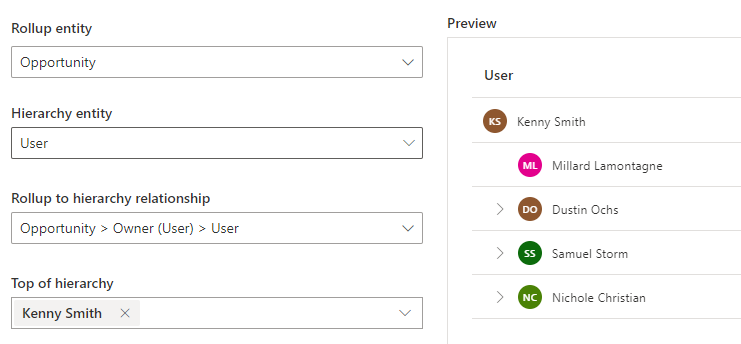 Rollup entity
Opportunity
Hierarchy entity
User
Rollup to hierarchy relationship
Opportunity > Owner (User) > User
Top of hierarchy
Kenny Smith
Preview
User
KS Kenny Smith
ML Millard Lamontagne
DO Dustin Ochs
SS Samuel Storm
NC Nichole Christian